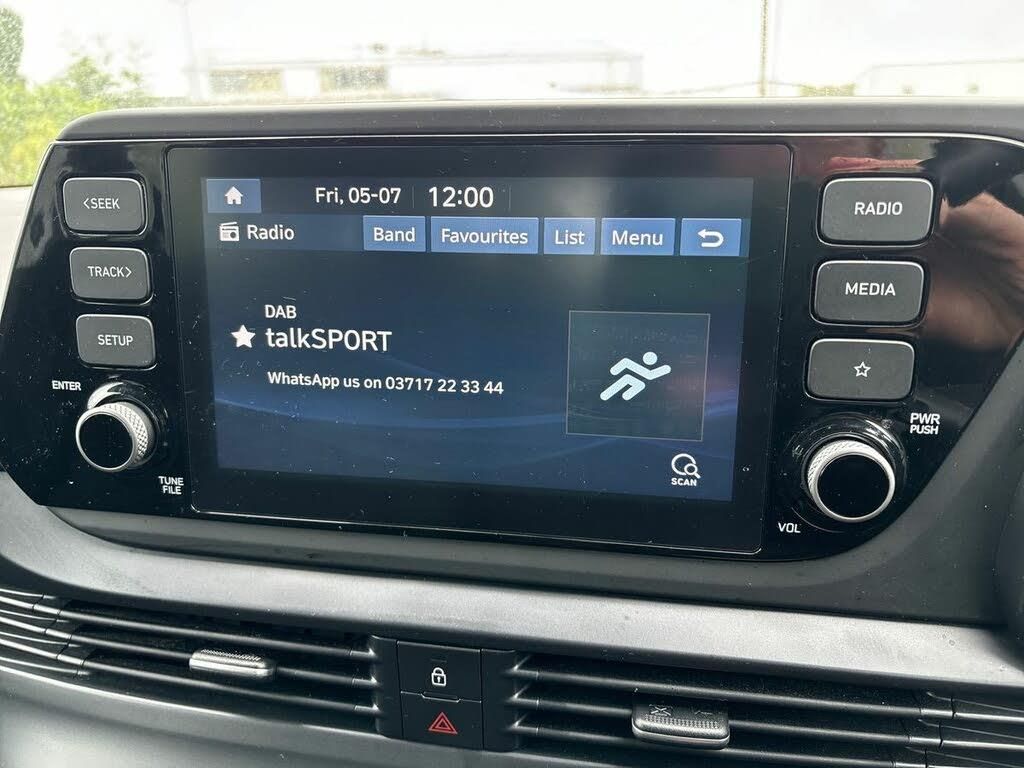 <SEEK
TRACK>
SETUP
ENTER
TUNE
FILE
Fri, 05-07 12:00
Radio Band Favourites List Menu
DAB
talkSPORT
WhatsApp us on 03717 22 33 44
SCAN
RADIO
MEDIA
PWR
PUSH
VOL